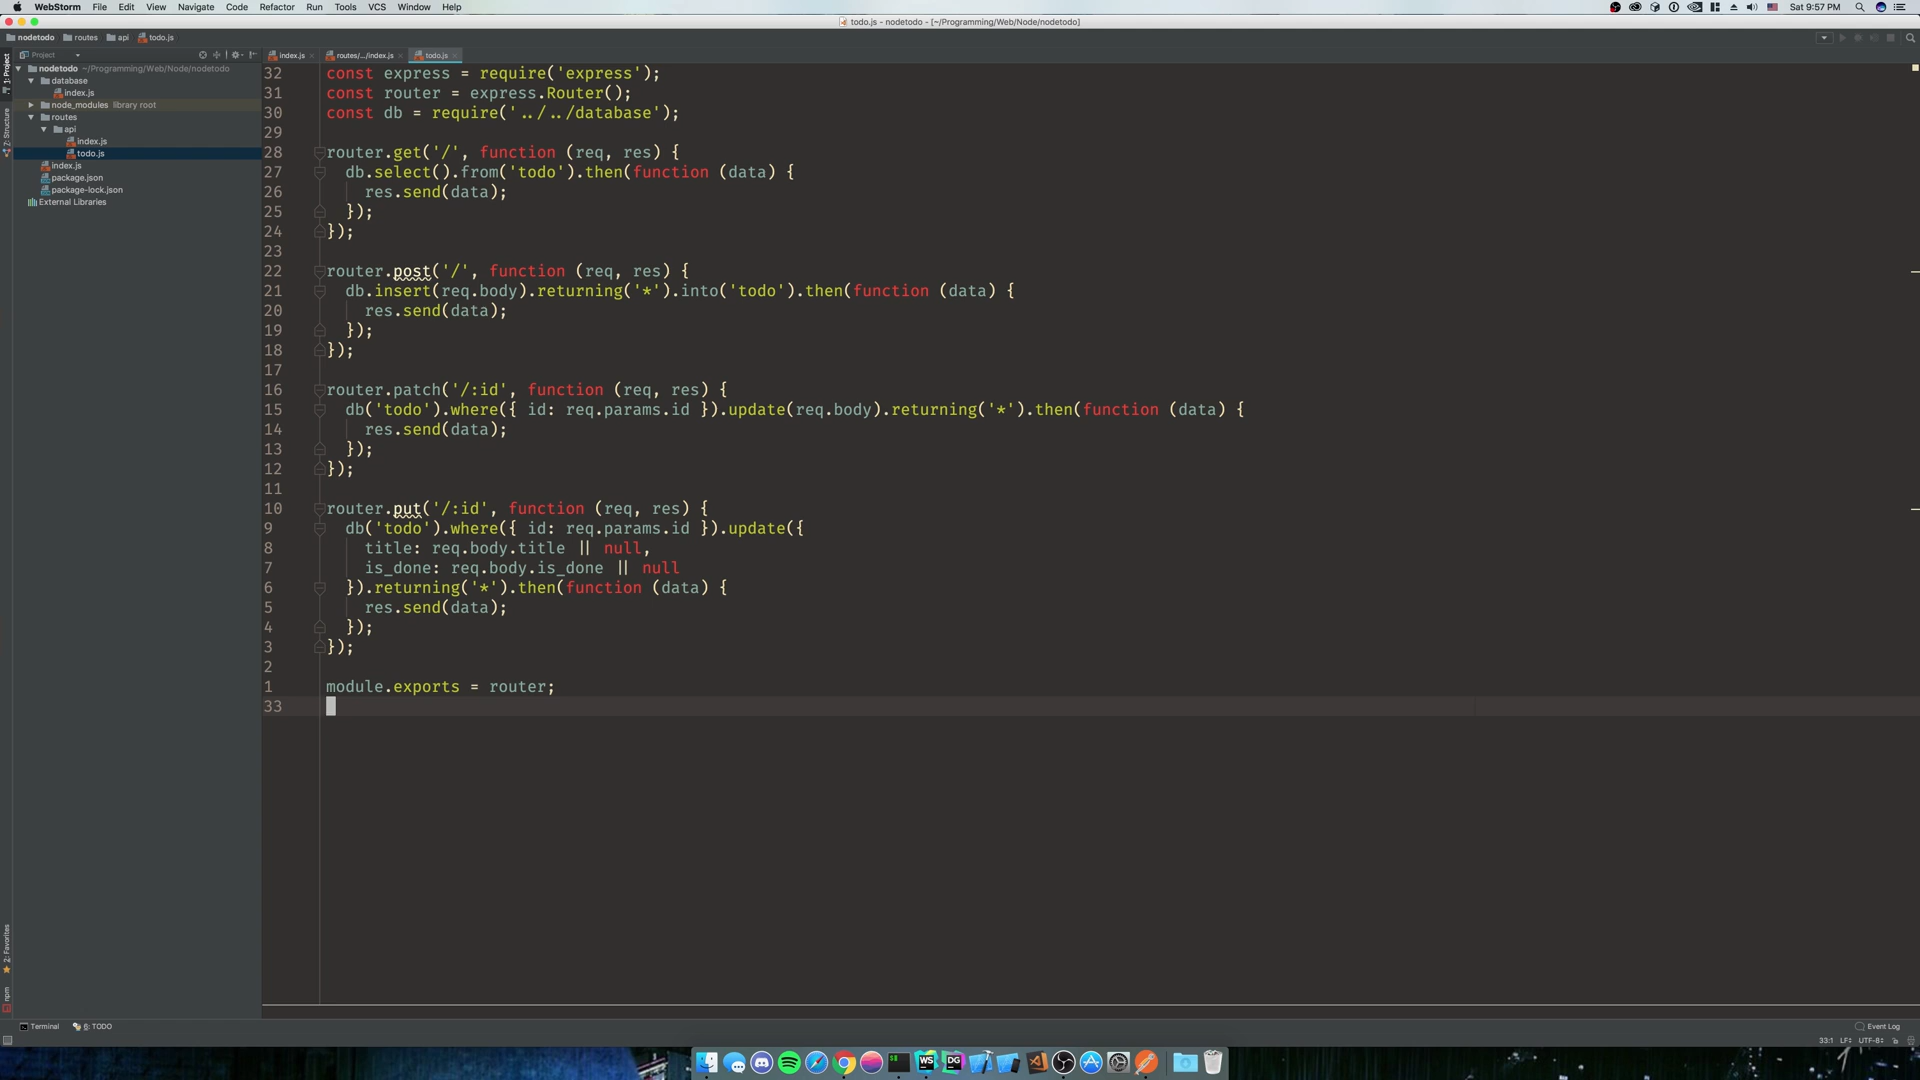 WebStorm File Edit View Navigate Code Refactor Run Tools VCS Window Help
Sat 9:57 PM
todo.js - nodetodo - [~/Programming/Web/Node/nodetodo]
nodetodo routes api todo.js
Project
index.js routes/.../index.js todo.js
1: Project
Z: Structure
nodetodo ~/Programming/Web/Node/nodetodo
database
index.js
node_modules library root
routes
api
index.js
todo.js
index.js
package.json
package-lock.json
External Libraries
32 const express = require('express');
31 const router = express.Router();
30 const db = require('../../database');
29
28 router.get('/', function (req, res) {
27 db.select().from('todo').then(function (data) {
26 res.send(data);
25 });
24 });
23
22 router.post('/', function (req, res) {
21 db.insert(req.body).returning('*').into('todo').then(function (data) {
20 res.send(data);
19 });
18 });
17
16 router.patch('/:id', function (req, res) {
15 db('todo').where({ id: req.params.id }).update(req.body).returning('*').then(function (data) {
14 res.send(data);
13 });
12 });
11
10 router.put('/:id', function (req, res) {
9 db('todo').where({ id: req.params.id }).update({
8 title: req.body.title || null,
7 is_done: req.body.is_done || null
6 }).returning('*').then(function (data) {
5 res.send(data);
4 });
3 });
2
1 module.exports = router;
33
2: Favorites
npm
Terminal 6: TODO
Event Log
33:1 LF÷ UTF-8÷
WS DG